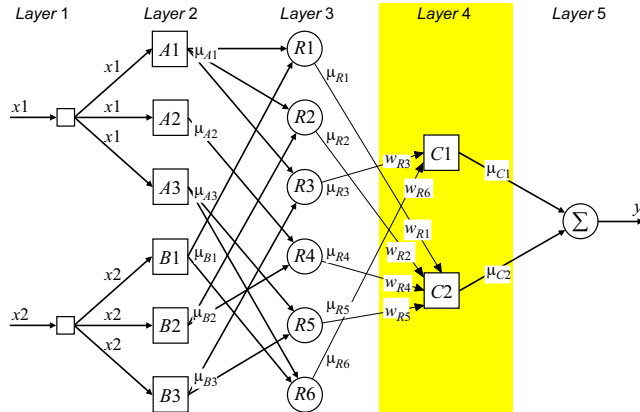 Layer 1 Layer 2 Layer 3 Layer 4 Layer 5
A1 μA1 R1
x1 μR1
x1 x1 A2 μA2 R2 μR2
x1 wR3 C1 μC1
A3 μA3 R3 μR3 wR6
y
Σ
B1 μB1 R4 μR4 wR1
x2 wR2 μC2
x2 x2 B2 μB2 R5 μR5 wR4 C2
wR5
x2 B3 μB3 R6 μR6